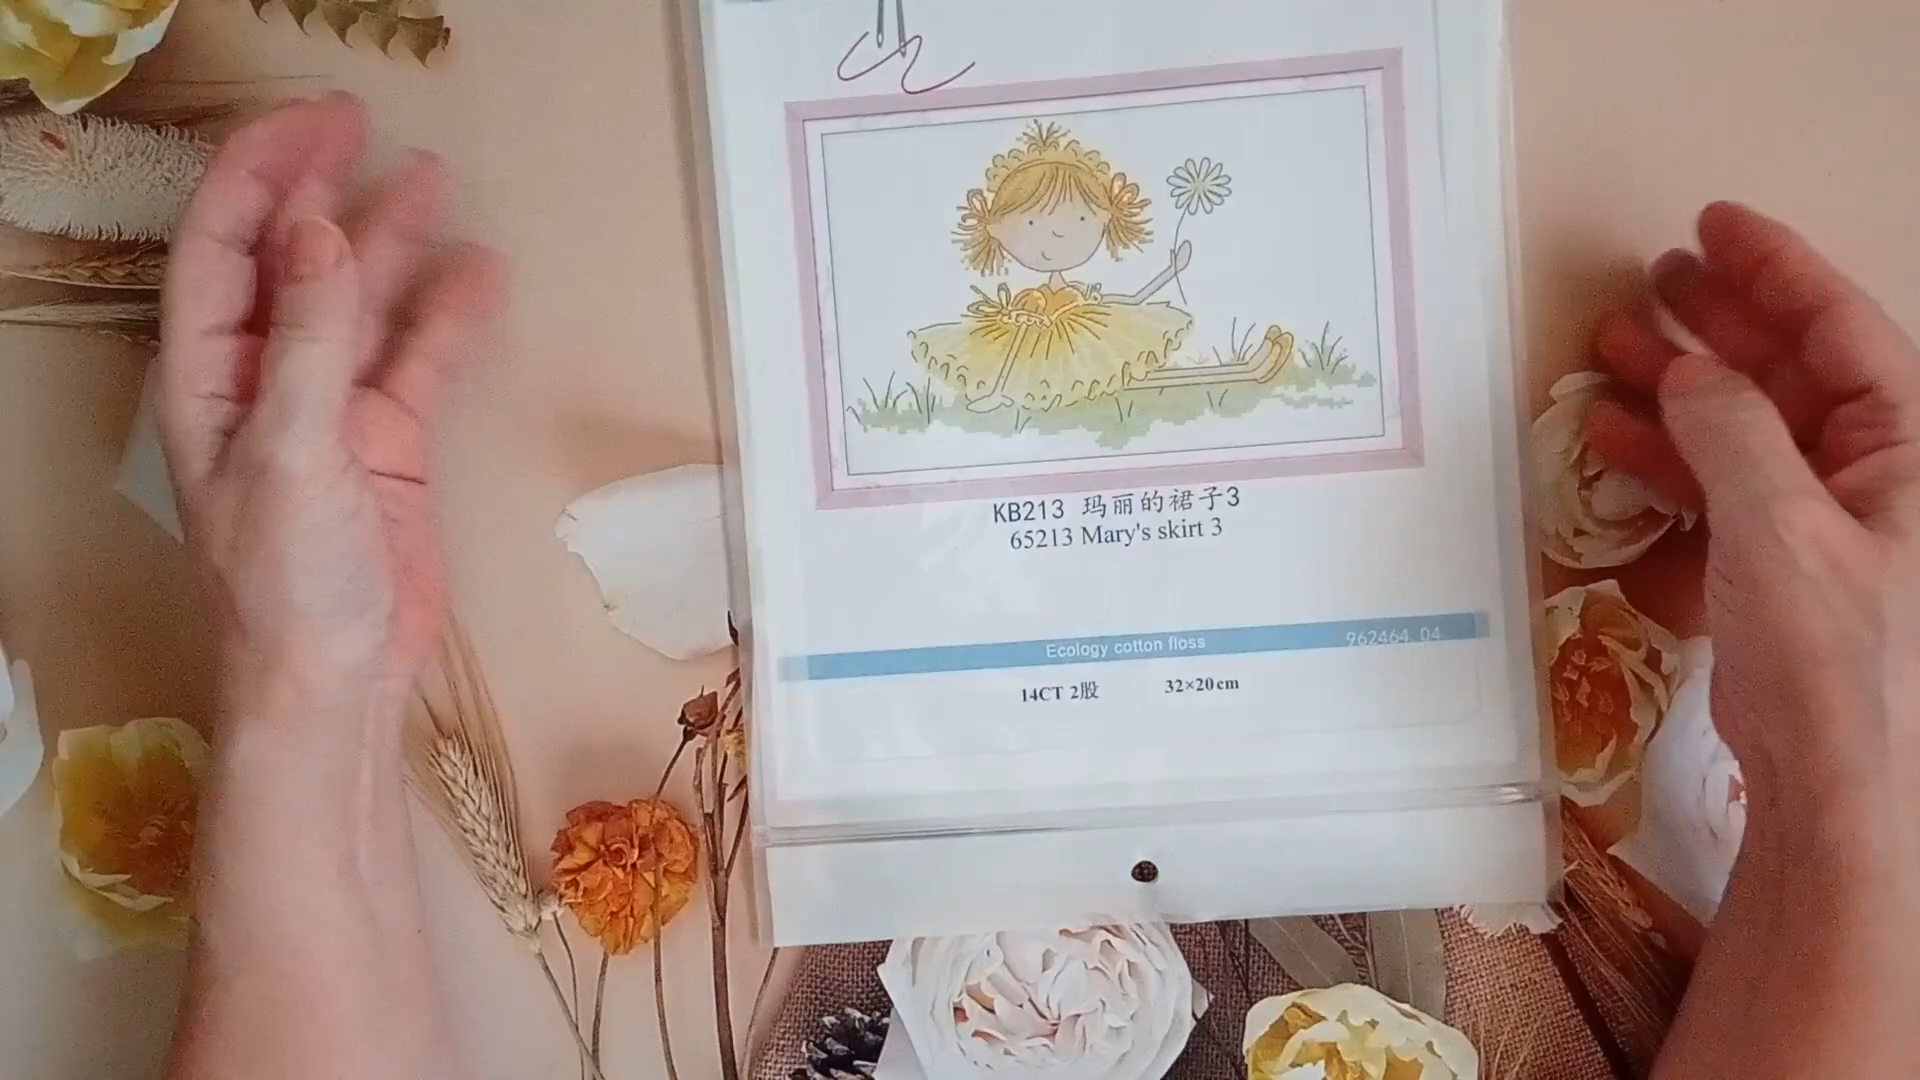 KB213 玛丽的裙子3
65213 Mary's skirt 3
Ecology cotton floss 962464 04
14CT 2股 32×20cm